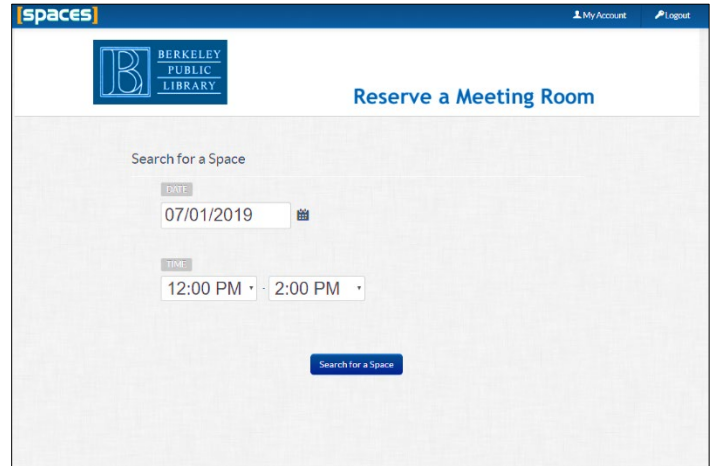 [spaces]
My Account
Logout
BERKELEY
PUBLIC
LIBRARY
Reserve a Meeting Room
Search for a Space
DATE
07/01/2019
TIME
12:00 PM - 2:00 PM
Search for a Space